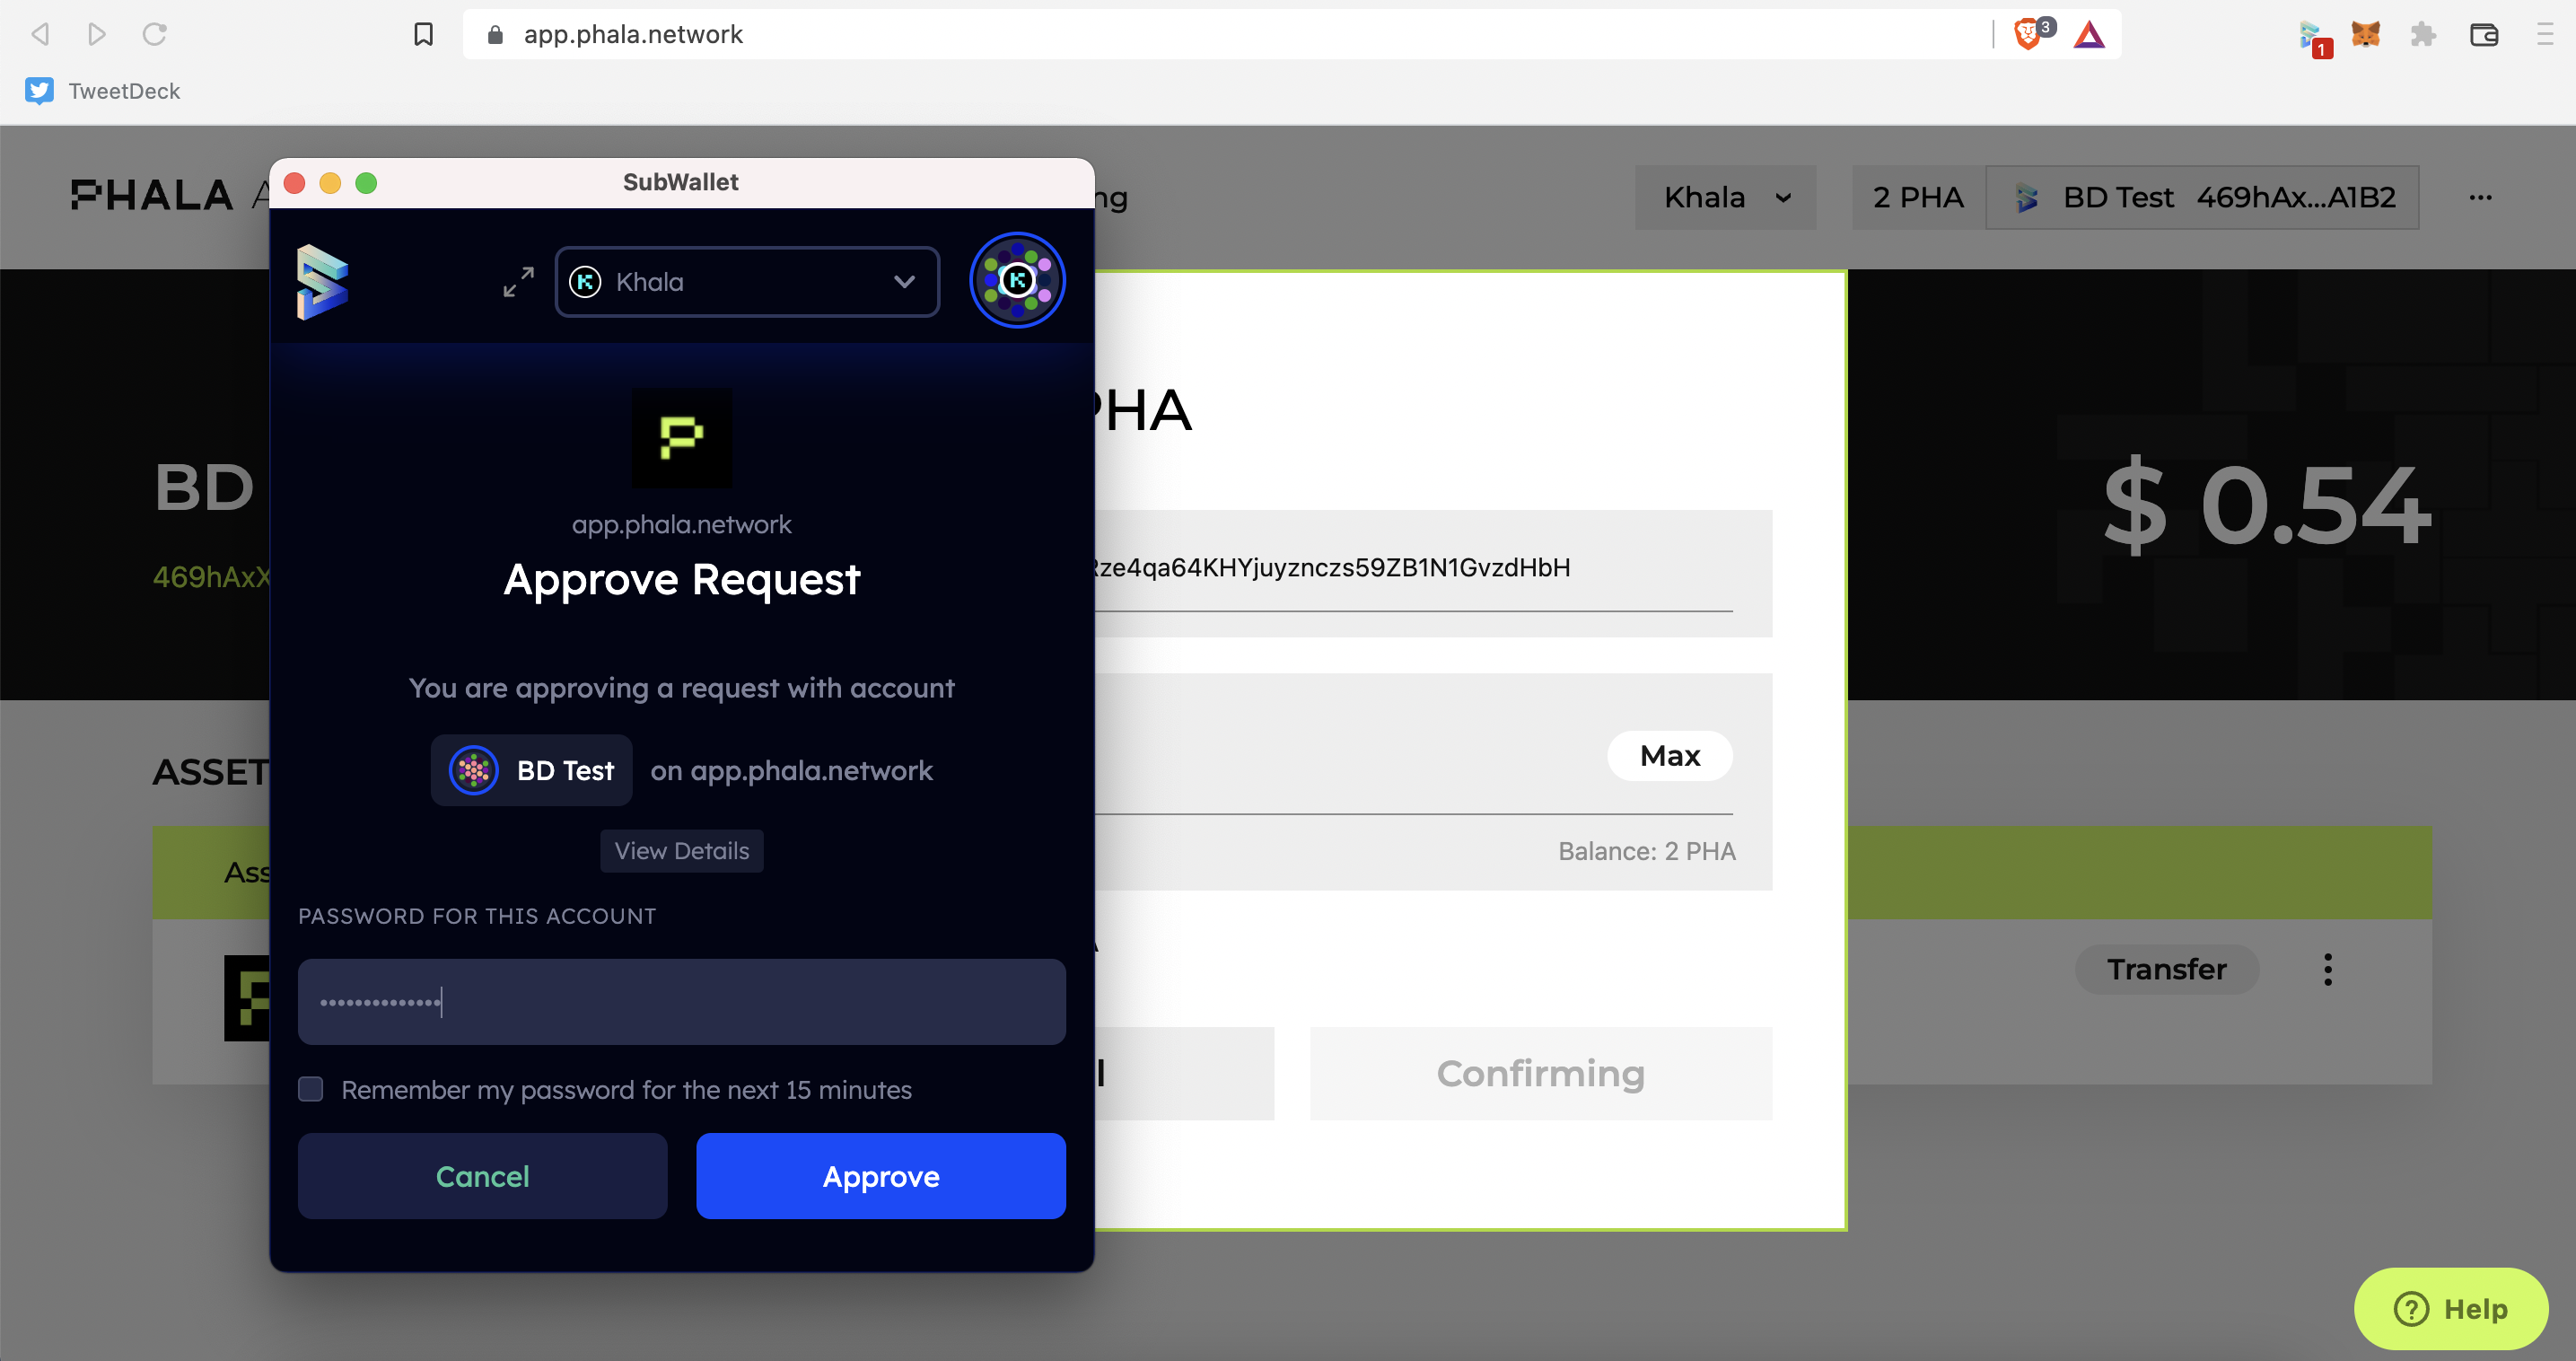 app.phala.network
3
1
TweetDeck
PHALA
Khala
2 PHA
BD Test 469hAx...A1B2
SubWallet
Khala
app.phala.network
Approve Request
You are approving a request with account
BD Test on app.phala.network
View Details
PASSWORD FOR THIS ACCOUNT
Remember my password for the next 15 minutes
Cancel
Approve
PHA
ze4qa64KHYjuyznczs59ZB1N1GvzdHbH
Max
Balance: 2 PHA
Confirming
BD
469hAxX
$ 0.54
ASSET
Ass
Transfer
Help